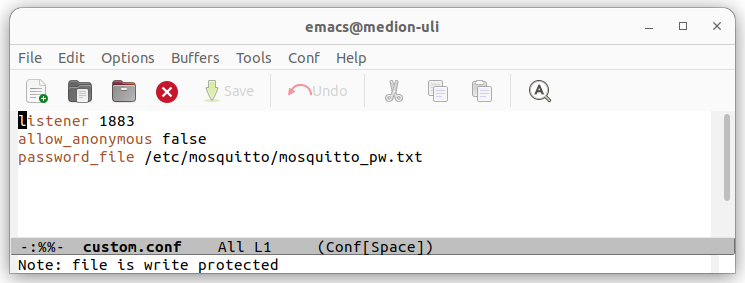 emacs@medion-uli
File Edit Options Buffers Tools Conf Help
Save Undo
listener 1883
allow_anonymous false
password_file /etc/mosquitto/mosquitto_pw.txt
-:%%- custom.conf All L1 (Conf[Space])
Note: file is write protected